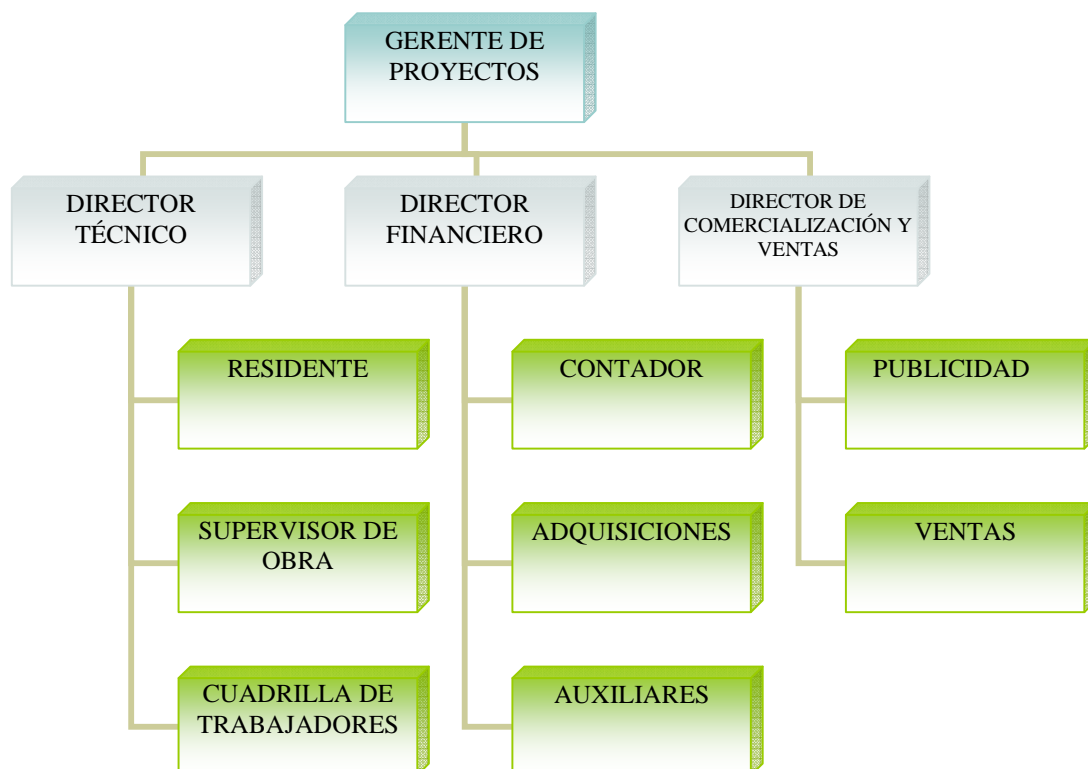 GERENTE DE
PROYECTOS
DIRECTOR
TÉCNICO
DIRECTOR
FINANCIERO
DIRECTOR DE
COMERCIALIZACIÓN Y
VENTAS
RESIDENTE
CONTADOR
PUBLICIDAD
SUPERVISOR DE
OBRA
ADQUISICIONES
VENTAS
CUADRILLA DE
TRABAJADORES
AUXILIARES